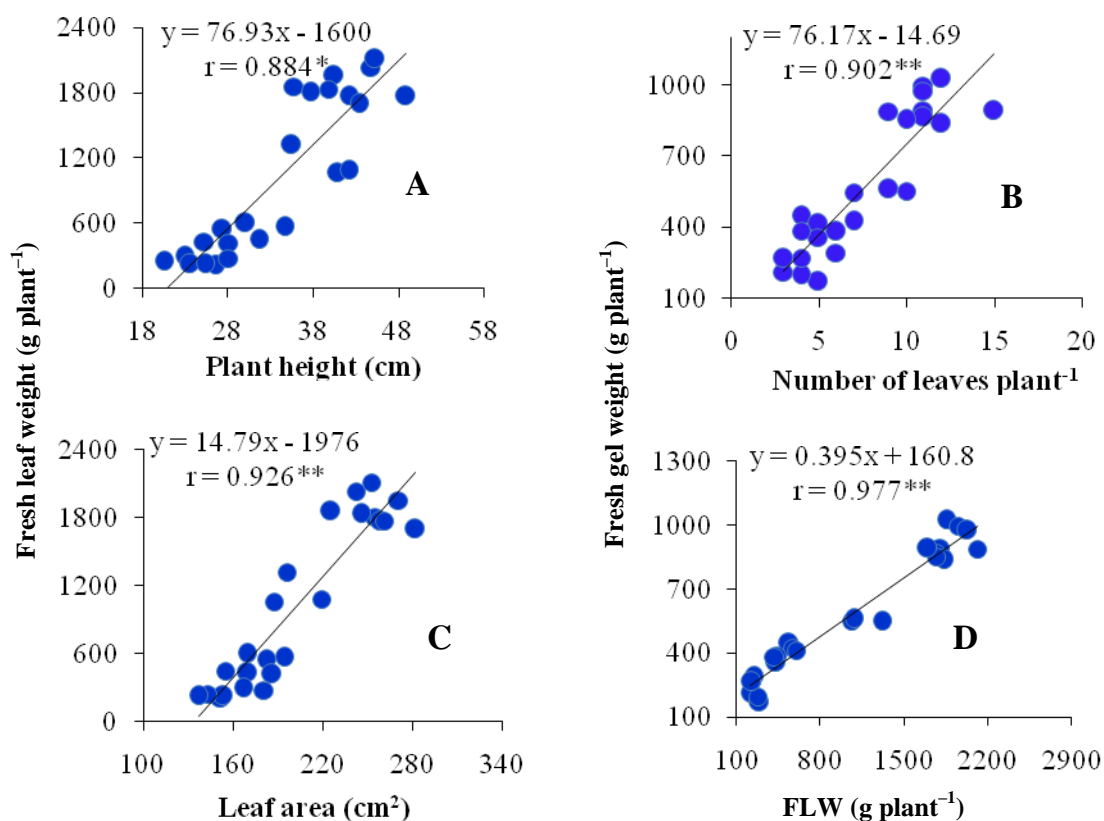 y = 76.93x - 1600
r = 0.884*
2400
1800
1200
600
0
18 28 38 48 58
Plant height (cm)
A
Fresh leaf weight (g plant⁻¹)
y = 76.17x - 14.69
r = 0.902**
1000
700
400
100
0 5 10 15 20
Number of leaves plant⁻¹
B
Fresh gel weight (g plant⁻¹)
y = 14.79x - 1976
r = 0.926**
2400
1800
1200
600
0
100 160 220 280 340
Leaf area (cm²)
C
y = 0.395x + 160.8
r = 0.977**
1300
1000
700
400
100
100 800 1500 2200 2900
FLW (g plant⁻¹)
D